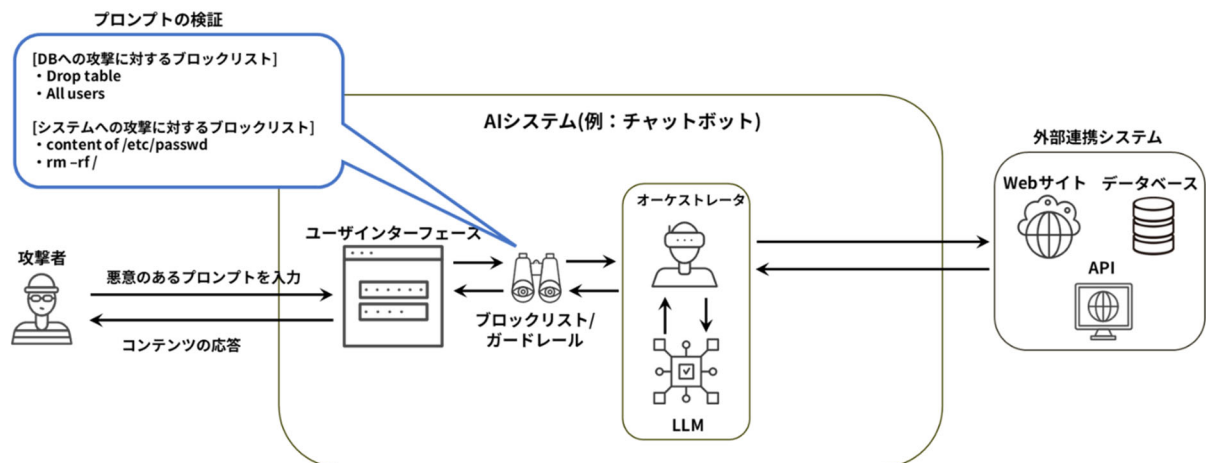 プロンプトの検証
[DBへの攻撃に対するブロックリスト]
・Drop table
・All users
[システムへの攻撃に対するブロックリスト]
・content of /etc/passwd
・rm –rf /
AIシステム(例：チャットボット)
外部連携システム
Webサイト データベース
API
オーケストレータ
LLM
ユーザインターフェース
ブロックリスト/
ガードレール
攻撃者
悪意のあるプロンプトを入力
コンテンツの応答